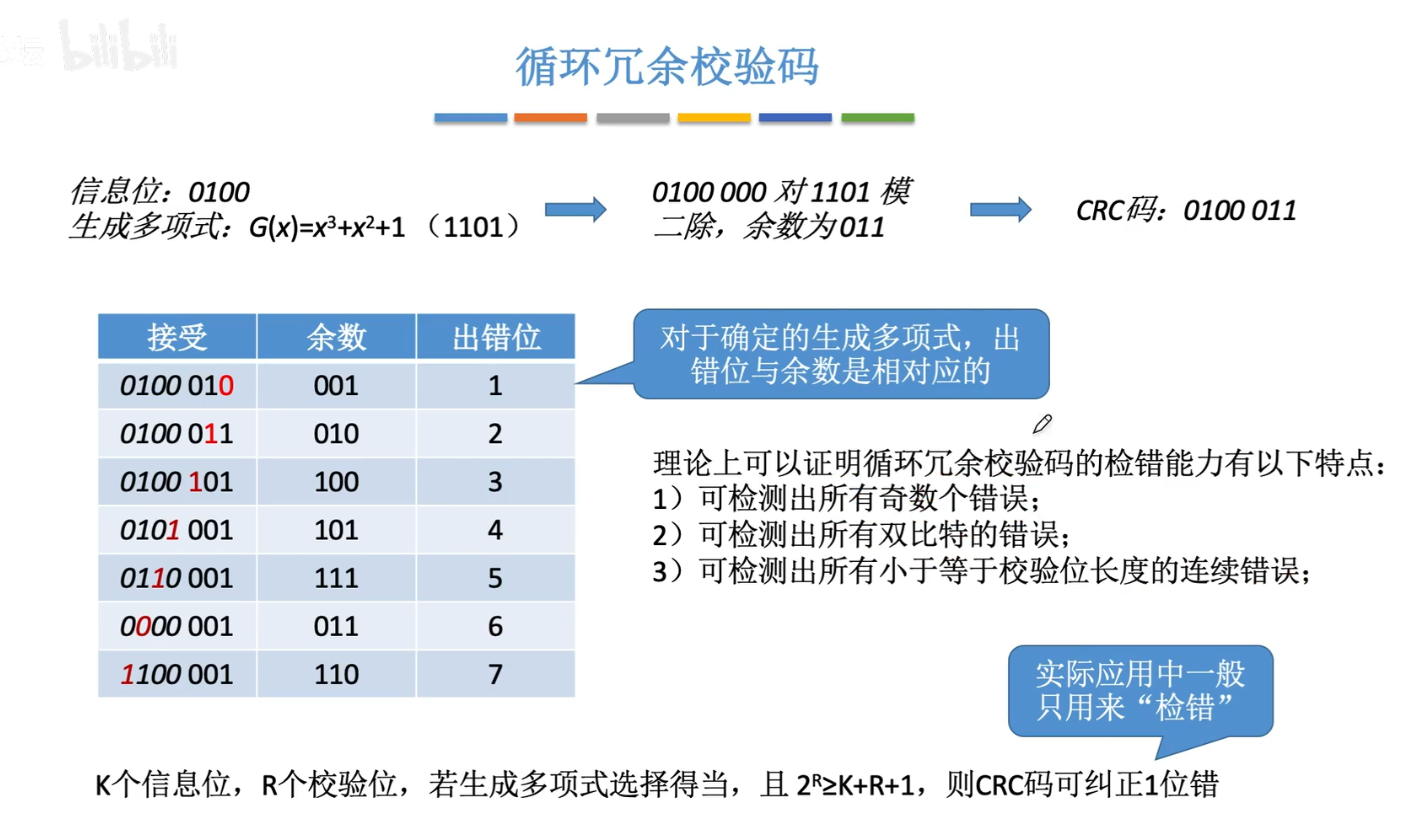 bilibili
循环冗余校验码
信息位：0100
生成多项式：G(x)=x³+x²+1 （1101）
0100 000 对 1101 模
二除，余数为 011
CRC码：0100 011
接受 余数 出错位
0100 010 001 1
0100 011 010 2
0100 101 100 3
0101 001 101 4
0110 001 111 5
0000 001 011 6
1100 001 110 7
对于确定的生成多项式，出
错位与余数是相对应的
理论上可以证明循环冗余校验码的检错能力有以下特点：
1）可检测出所有奇数个错误；
2）可检测出所有双比特的错误；
3）可检测出所有小于等于校验位长度的连续错误；
实际应用中一般
只用来“检错”
K个信息位，R个校验位，若生成多项式选择得当，且 2ᴿ≥K+R+1，则CRC码可纠正1位错